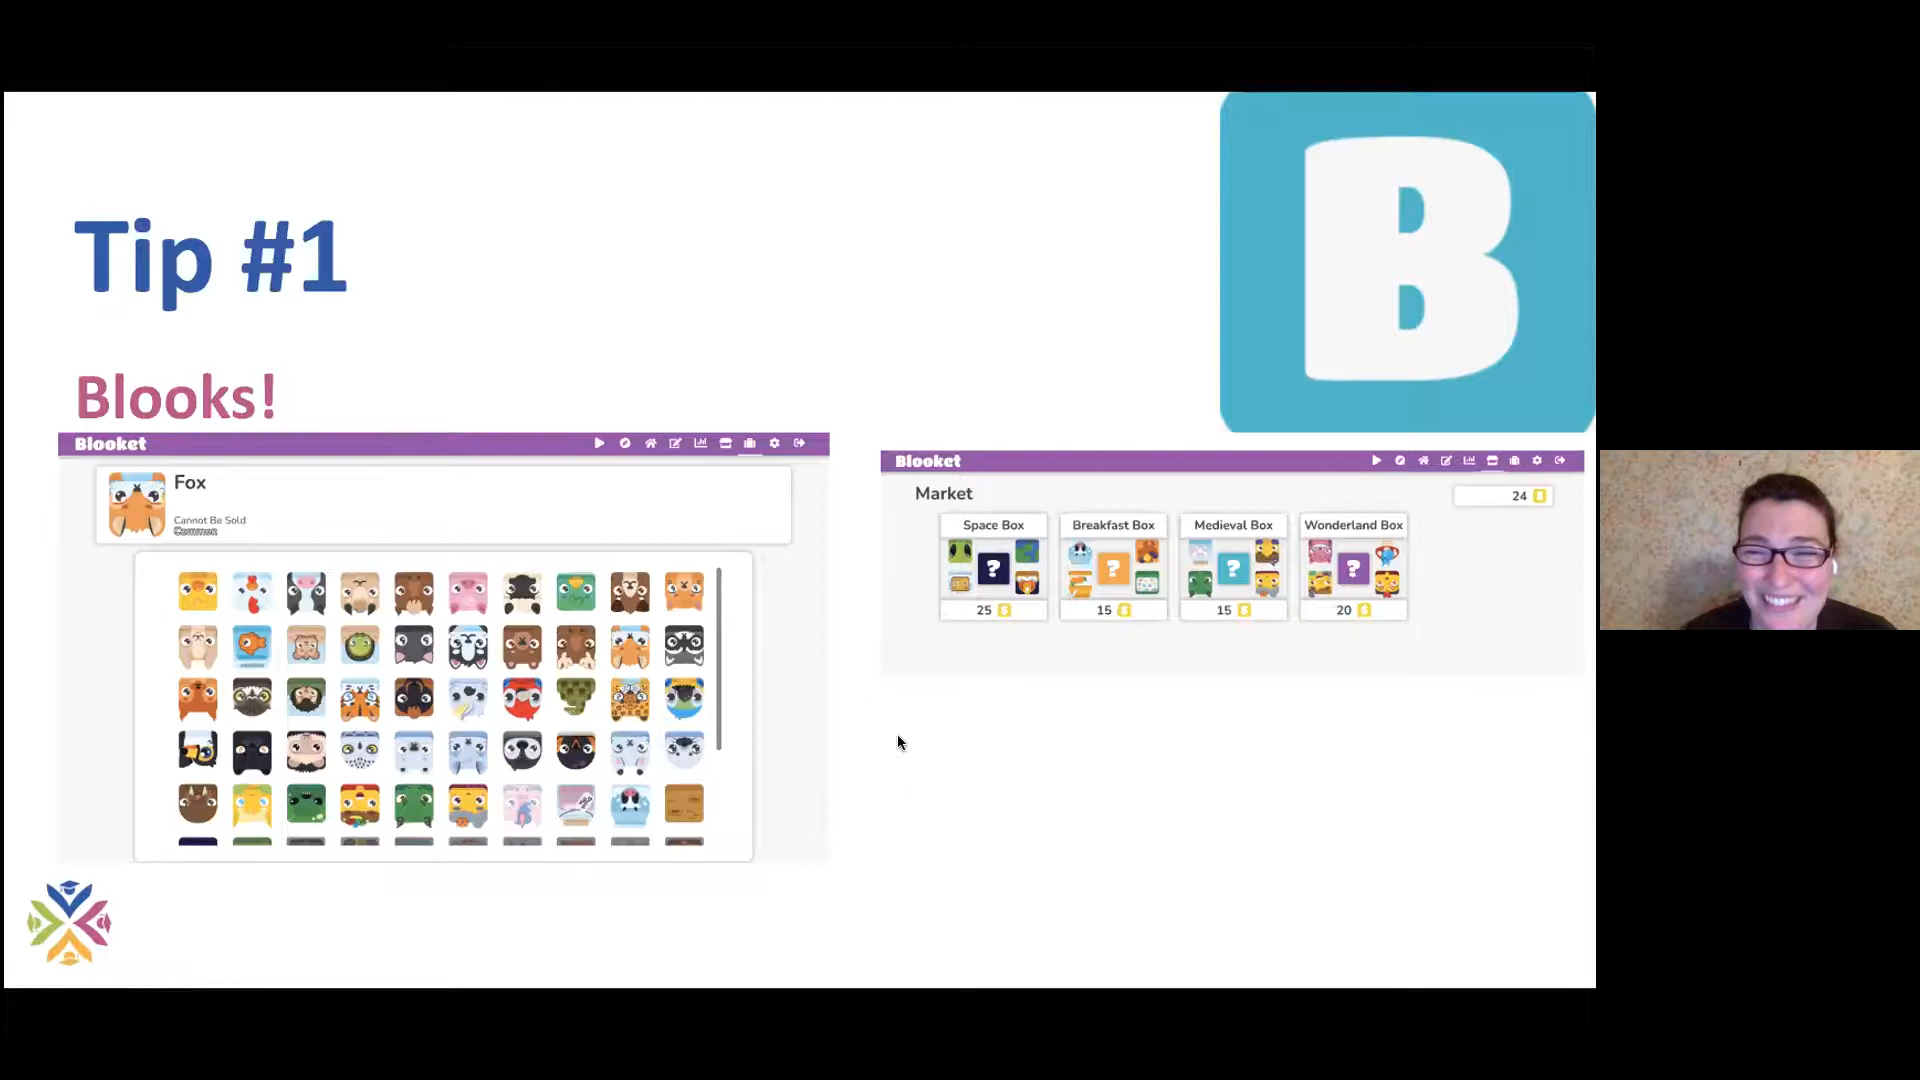 B
Tip #1
Blooks!
Blooket
Fox
Cannot Be Sold
Common
Blooket
Market
24
Space Box
Breakfast Box
Medieval Box
Wonderland Box
?
?
?
?
25
15
15
20